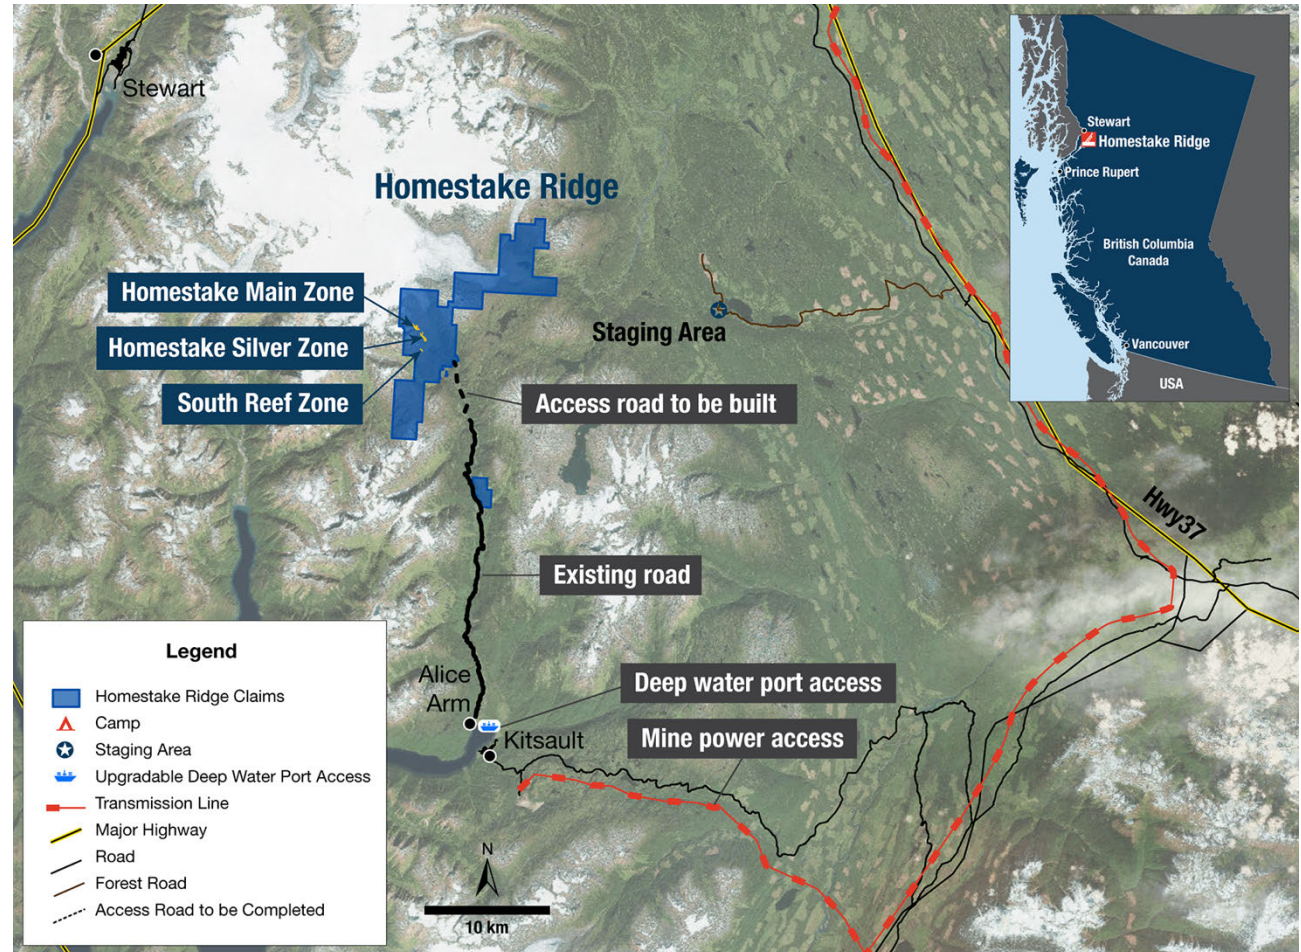 Stewart
Homestake Ridge
Homestake Main Zone
Homestake Silver Zone
South Reef Zone
Staging Area
Access road to be built
Existing road
Hwy37
Alice
Arm
Kitsault
Deep water port access
Mine power access
N
10 km
Legend
Homestake Ridge Claims
Camp
Staging Area
Upgradable Deep Water Port Access
Transmission Line
Major Highway
Road
Forest Road
Access Road to be Completed
Stewart
Homestake Ridge
Prince Rupert
British Columbia
Canada
Vancouver
USA